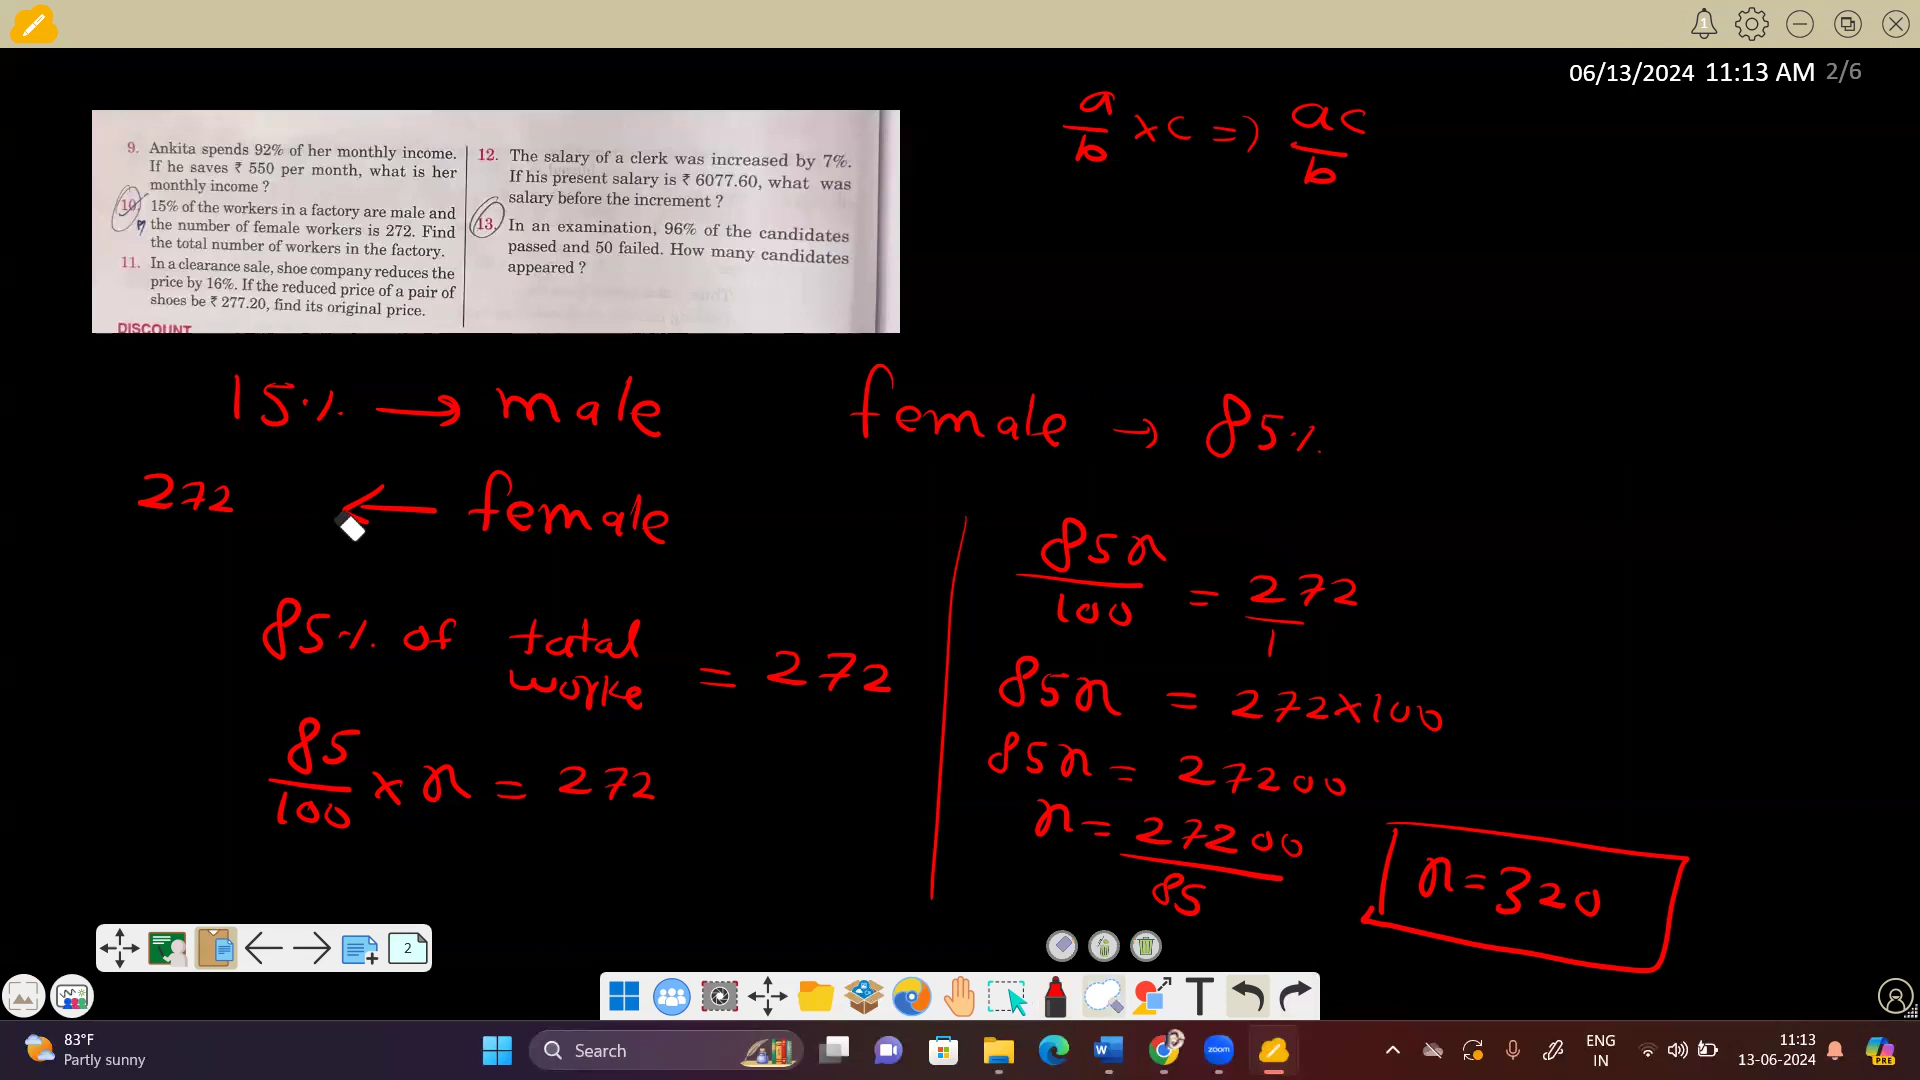 06/13/2024 11:13 AM 2/6
9. Ankita spends 92% of her monthly income.
If he saves ₹ 550 per month, what is her
monthly income ?
10. 15% of the workers in a factory are male and
the number of female workers is 272. Find
the total number of workers in the factory.
11. In a clearance sale, shoe company reduces the
price by 16%. If the reduced price of a pair of
shoes be ₹ 277.20, find its original price.
DISCOUNT
12. The salary of a clerk was increased by 7%.
If his present salary is ₹ 6077.60, what was
salary before the increment ?
13. In an examination, 96% of the candidates
passed and 50 failed. How many candidates
appeared ?
a/b × c => ac/b
15% → male
272 ← female
85% of total worke = 272
85/100 × x = 272
female → 85%
85x/100 = 272/1
85x = 272×100
85x = 27200
x = 27200/85
x = 320
2
T
83°F
Partly sunny
Search
zoom
ENG
IN
11:13
13-06-2024
PRE
1